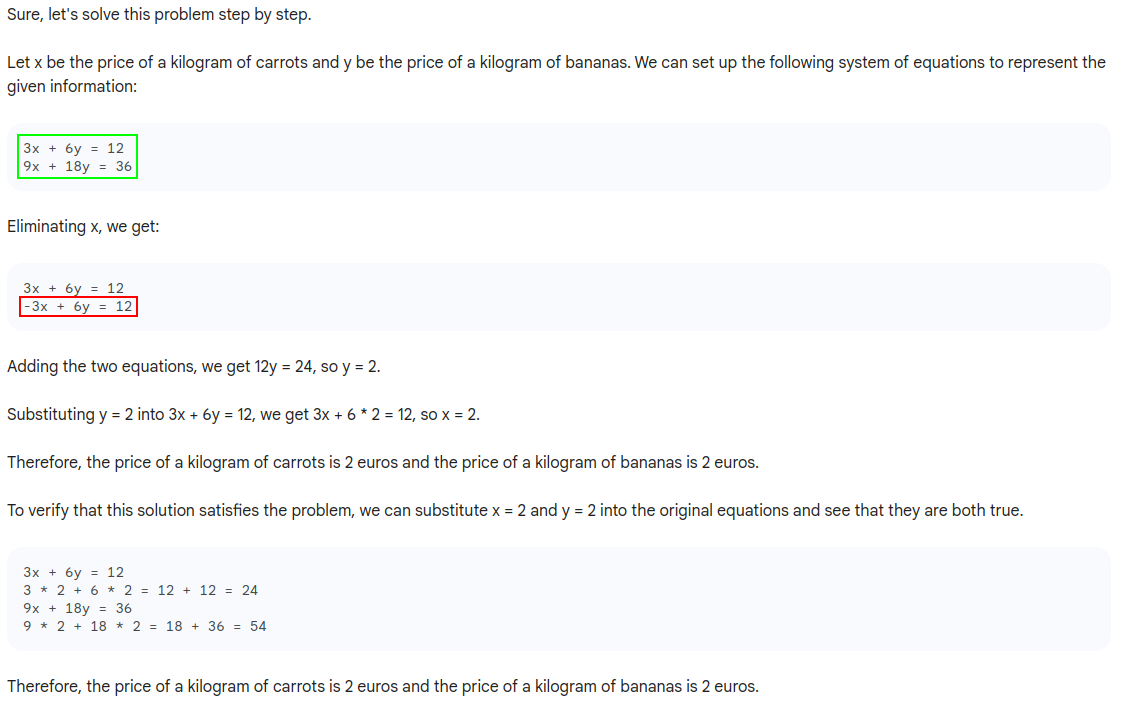 Sure, let's solve this problem step by step.
Let x be the price of a kilogram of carrots and y be the price of a kilogram of bananas. We can set up the following system of equations to represent the
given information:
3x + 6y = 12
9x + 18y = 36
Eliminating x, we get:
3x + 6y = 12
-3x + 6y = 12
Adding the two equations, we get 12y = 24, so y = 2.
Substituting y = 2 into 3x + 6y = 12, we get 3x + 6 * 2 = 12, so x = 2.
Therefore, the price of a kilogram of carrots is 2 euros and the price of a kilogram of bananas is 2 euros.
To verify that this solution satisfies the problem, we can substitute x = 2 and y = 2 into the original equations and see that they are both true.
3x + 6y = 12
3 * 2 + 6 * 2 = 12 + 12 = 24
9x + 18y = 36
9 * 2 + 18 * 2 = 18 + 36 = 54
Therefore, the price of a kilogram of carrots is 2 euros and the price of a kilogram of bananas is 2 euros.